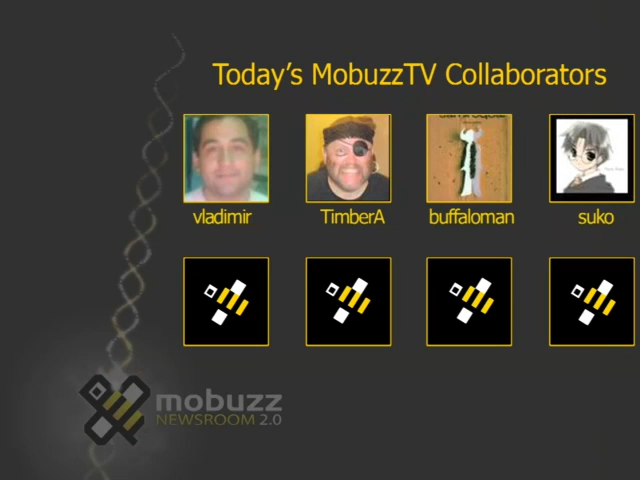 Today's MobuzzTV Collaborators
vladimir
TimberA
buffaloman
suko
mobuzz
NEWSROOM 2.0